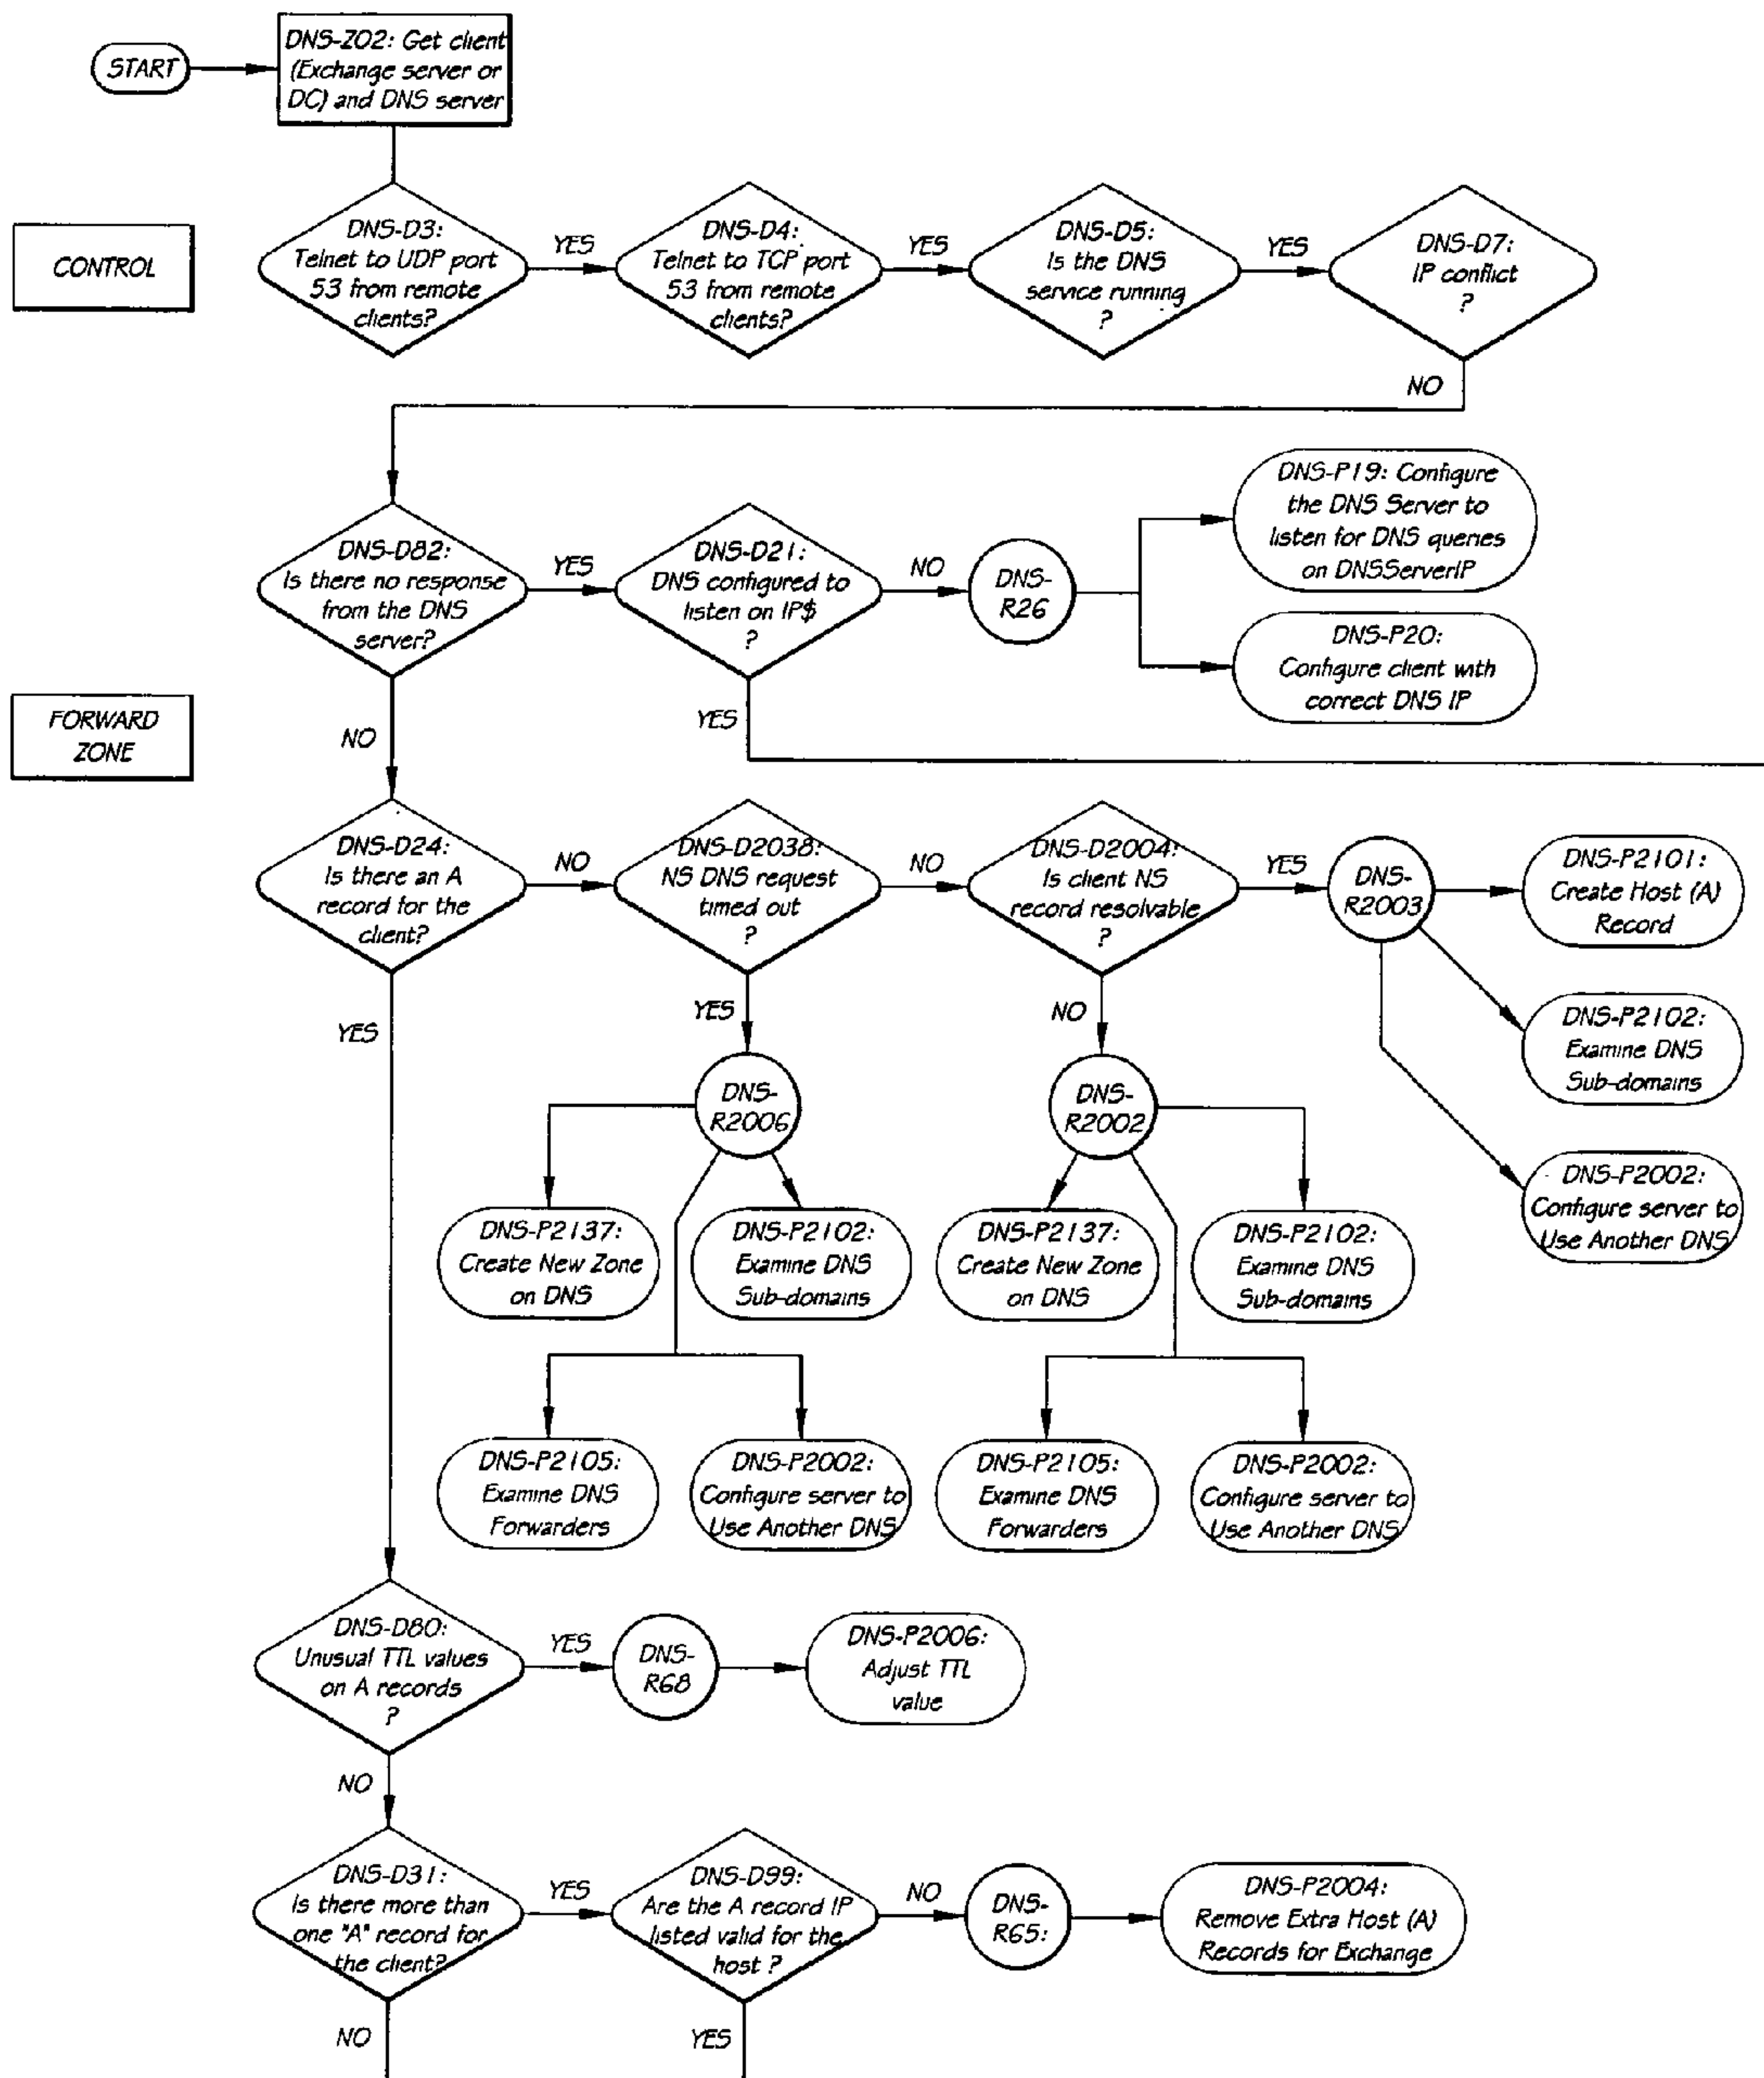 START
DNS-Z02: Get client
(Exchange server or
DC) and DNS server
CONTROL
DNS-D3:
Telnet to UDP port
53 from remote
clients?
YES
DNS-D4:
Telnet to TCP port
53 from remote
clients?
YES
DNS-D5:
Is the DNS
service running
?
YES
DNS-D7:
IP conflict
?
NO
DNS-D82:
Is there no response
from the DNS
server?
YES
DNS-D21:
DNS configured to
listen on IP$
?
NO
DNS-
R26
DNS-P19: Configure
the DNS Server to
listen for DNS queries
on DNSServerIP
DNS-P20:
Configure client with
correct DNS IP
FORWARD
ZONE
NO
YES
DNS-D24:
Is there an A
record for the
client?
NO
DNS-D2038:
NS DNS request
timed out
?
NO
DNS-D2004:
Is client NS
record resolvable
?
YES
DNS-
R2003
DNS-P2101:
Create Host (A)
Record
DNS-P2102:
Examine DNS
Sub-domains
DNS-P2002:
Configure server to
Use Another DNS
YES
YES
NO
DNS-
R2006
DNS-
R2002
DNS-P2137:
Create New Zone
on DNS
DNS-P2102:
Examine DNS
Sub-domains
DNS-P2137:
Create New Zone
on DNS
DNS-P2102:
Examine DNS
Sub-domains
DNS-P2105:
Examine DNS
Forwarders
DNS-P2002:
Configure server to
Use Another DNS
DNS-P2105:
Examine DNS
Forwarders
DNS-P2002:
Configure server to
Use Another DNS
DNS-D80:
Unusual TTL values
on A records
?
YES
DNS-
R68
DNS-P2006:
Adjust TTL
value
NO
DNS-D31:
Is there more than
one "A" record for
the client?
YES
DNS-D99:
Are the A record IP
listed valid for the
host ?
NO
DNS-
R65:
DNS-P2004:
Remove Extra Host (A)
Records for Exchange
NO
YES